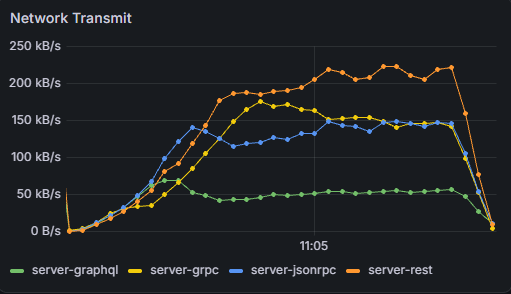 Network Transmit
250 kB/s
200 kB/s
150 kB/s
100 kB/s
50 kB/s
0 B/s
11:05
server-graphql server-grpc server-jsonrpc server-rest